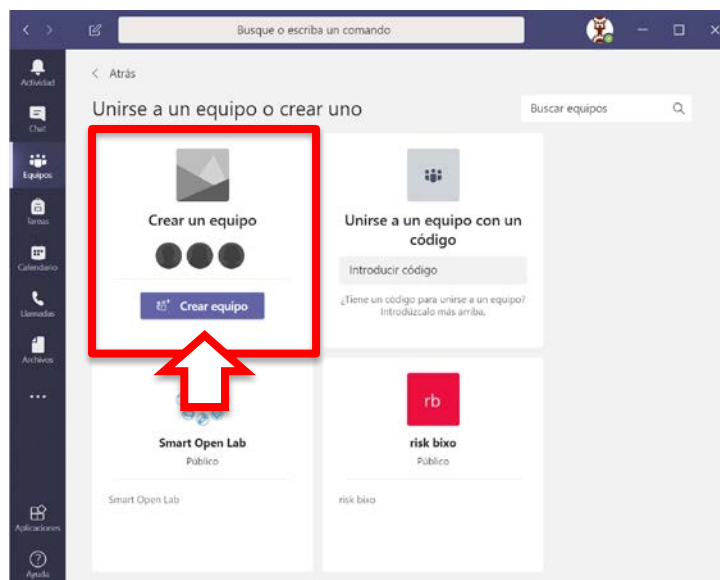 Busque o escriba un comando
Actividad
Chat
Equipos
Tareas
Calendario
Llamadas
Archivos
Aplicaciones
Ayuda
Atrás
Unirse a un equipo o crear uno
Buscar equipos
Crear un equipo
Crear equipo
Unirse a un equipo con un
código
Introducir código
¿Tiene un código para unirse a un equipo?
Introdúzcalo más arriba.
Smart Open Lab
Público
Smart Open Lab
rb
risk bixo
Público
risk bixo